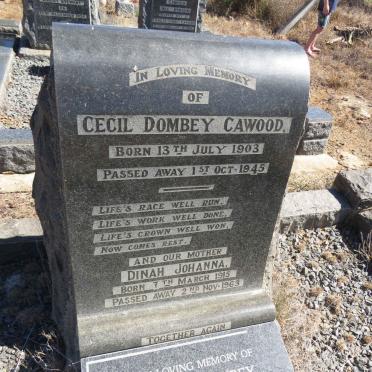 IN LOVING MEMORY
OF
CECIL DOMBEY CAWOOD.
BORN 13TH JULY 1903
PASSED AWAY 1ST OCT. 1945
LIFE'S RACE WELL RUN,
LIFE'S WORK WELL DONE,
LIFE'S CROWN WELL WON,
NOW COMES REST.
AND OUR MOTHER
DINAH JOHANNA.
BORN 7TH MARCH 1915
PASSED AWAY 2ND NOV. 1963
TOGETHER AGAIN
LOVING MEMORY OF